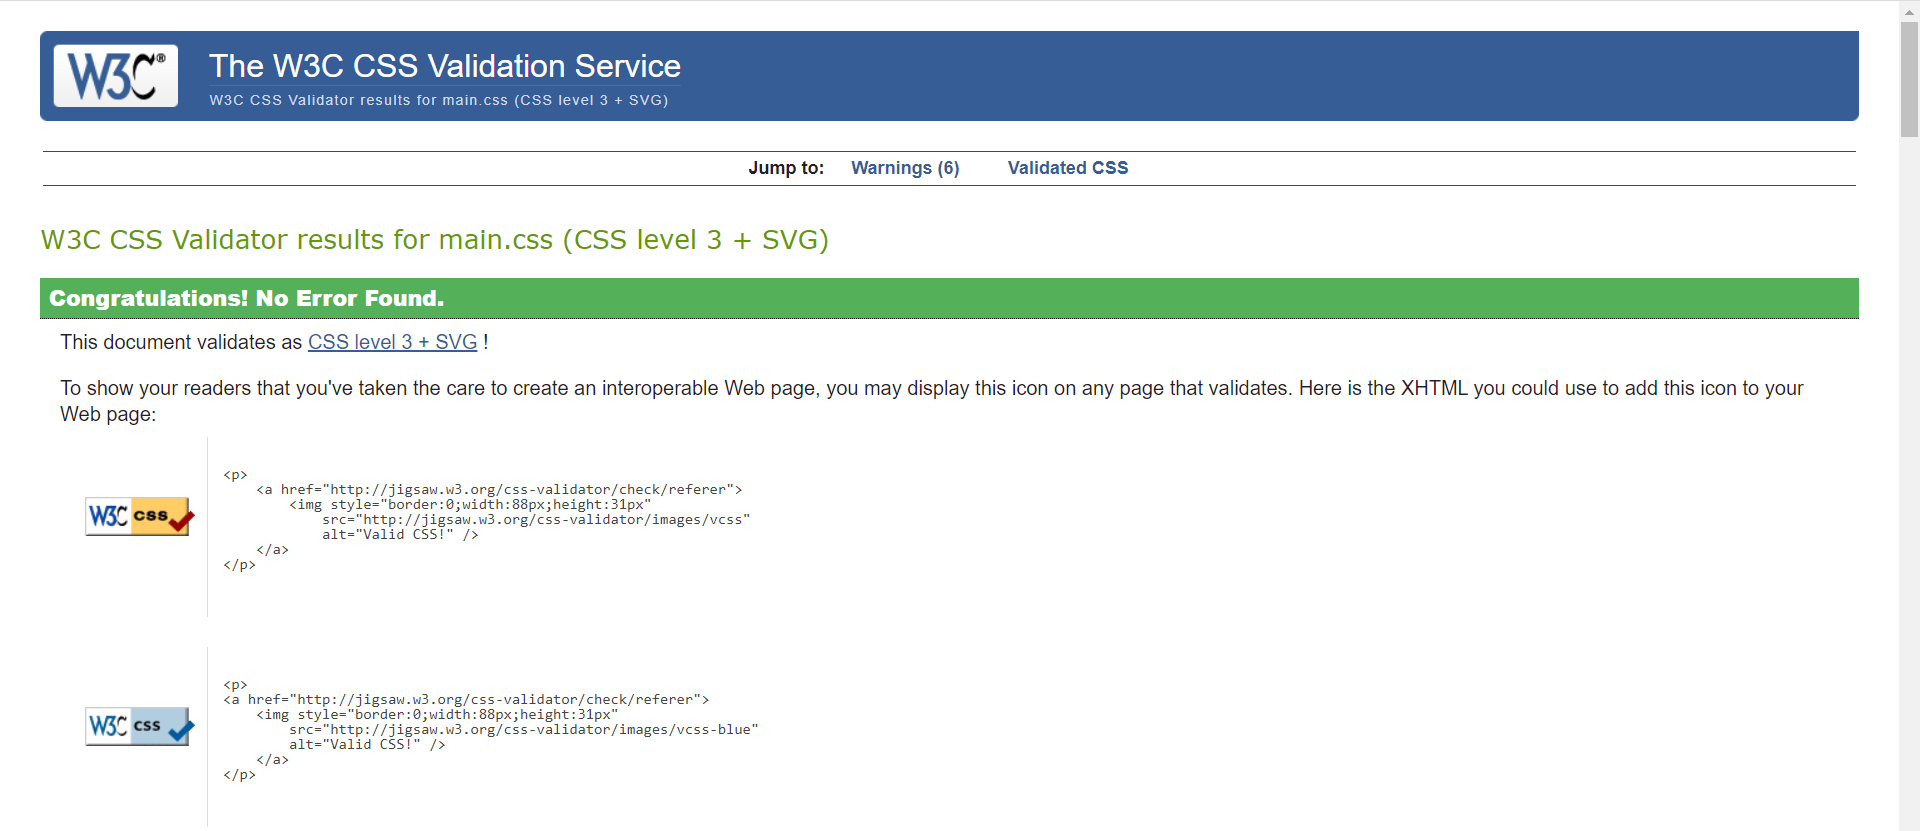 W3C®
The W3C CSS Validation Service
W3C CSS Validator results for main.css (CSS level 3 + SVG)
Jump to: Warnings (6) Validated CSS
W3C CSS Validator results for main.css (CSS level 3 + SVG)
Congratulations! No Error Found.
This document validates as CSS level 3 + SVG !
To show your readers that you've taken the care to create an interoperable Web page, you may display this icon on any page that validates. Here is the XHTML you could use to add this icon to your
Web page:
W3C css
<p>
    <a href="http://jigsaw.w3.org/css-validator/check/referer">
        <img style="border:0;width:88px;height:31px"
            src="http://jigsaw.w3.org/css-validator/images/vcss"
            alt="Valid CSS!" />
    </a>
</p>
W3C css
<p>
<a href="http://jigsaw.w3.org/css-validator/check/referer">
    <img style="border:0;width:88px;height:31px"
        src="http://jigsaw.w3.org/css-validator/images/vcss-blue"
        alt="Valid CSS!" />
    </a>
</p>